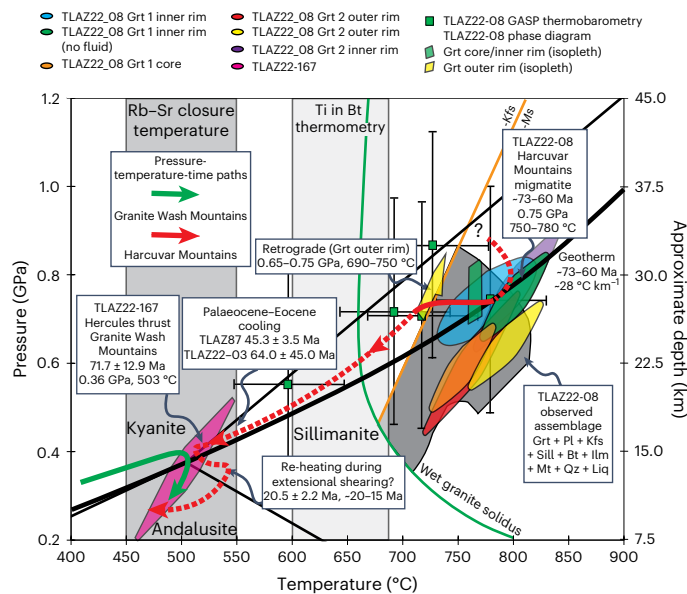 TLAZ22_08 Grt 1 inner rim
TLAZ22_08 Grt 1 inner rim
(no fluid)
TLAZ22_08 Grt 1 core
TLAZ22_08 Grt 2 outer rim
TLAZ22_08 Grt 2 outer rim
TLAZ22_08 Grt 2 inner rim
TLAZ22-167
TLAZ22-08 GASP thermobarometry
TLAZ22-08 phase diagram
Grt core/inner rim (isopleth)
Grt outer rim (isopleth)
1.2
1.0
0.8
0.6
0.4
0.2
Pressure (GPa)
45.0
37.5
30.0
22.5
15.0
7.5
Approximate depth (km)
400
450
500
550
600
650
700
750
800
850
900
Temperature (°C)
Rb–Sr closure
temperature
Ti in Bt
thermometry
-Kfs
-Ms
Pressure-
temperature-time paths
Granite Wash Mountains
Harcuvar Mountains
TLAZ22-08
Harcuvar
Mountains
migmatite
~73–60 Ma
0.75 GPa
750–780 °C
?
Retrograde (Grt outer rim)
0.65–0.75 GPa, 690–750 °C
Geotherm
~73–60 Ma
~28 °C km⁻¹
TLAZ22-167
Hercules thrust
Granite Wash
Mountains
71.7 ± 12.9 Ma
0.36 GPa, 503 °C
Palaeocene–Eocene
cooling
TLAZ87 45.3 ± 3.5 Ma
TLAZ22–03 64.0 ± 45.0 Ma
TLAZ22-08
observed
assemblage
Grt + Pl + Kfs
+ Sill + Bt + Ilm
+ Mt + Qz + Liq
Kyanite
Sillimanite
Andalusite
Re-heating during
extensional shearing?
20.5 ± 2.2 Ma, ~20–15 Ma
Wet granite solidus